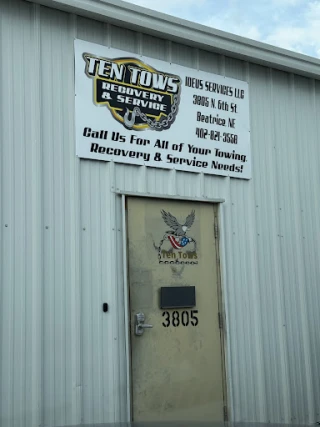 TEN TOWS
RECOVERY
& SERVICE
IDEUS SERVICES LLC
3805 N. 6th St.
Beatrice NE
402-821-3558
Call Us For All of Your Towing,
Recovery & Service Needs!
Ten Tows
3805